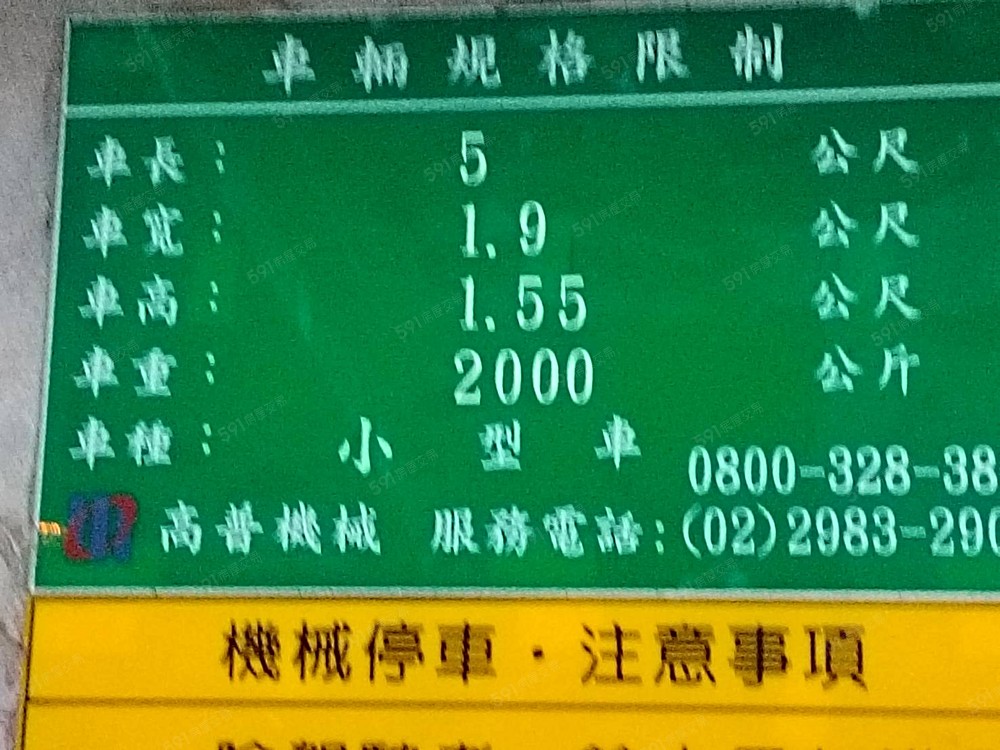 車輛規格限制
車長： 5 公尺
車寬： 1.9 公尺
車高： 1.55 公尺
車重： 2000 公斤
車種： 小型車
0800-328-38
高普機械 服務電話：(02)2983-290
機械停車·注意事項